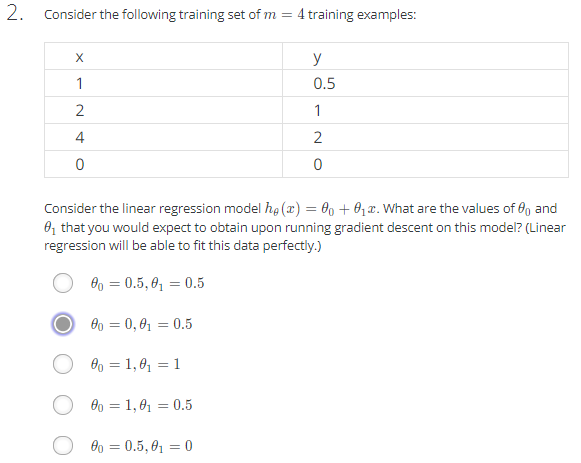 2. Consider the following training set of m = 4 training examples:
x y
1 0.5
2 1
4 2
0 0
Consider the linear regression model hθ(x) = θ0 + θ1x. What are the values of θ0 and
θ1 that you would expect to obtain upon running gradient descent on this model? (Linear
regression will be able to fit this data perfectly.)
θ0 = 0.5, θ1 = 0.5
θ0 = 0, θ1 = 0.5
θ0 = 1, θ1 = 1
θ0 = 1, θ1 = 0.5
θ0 = 0.5, θ1 = 0